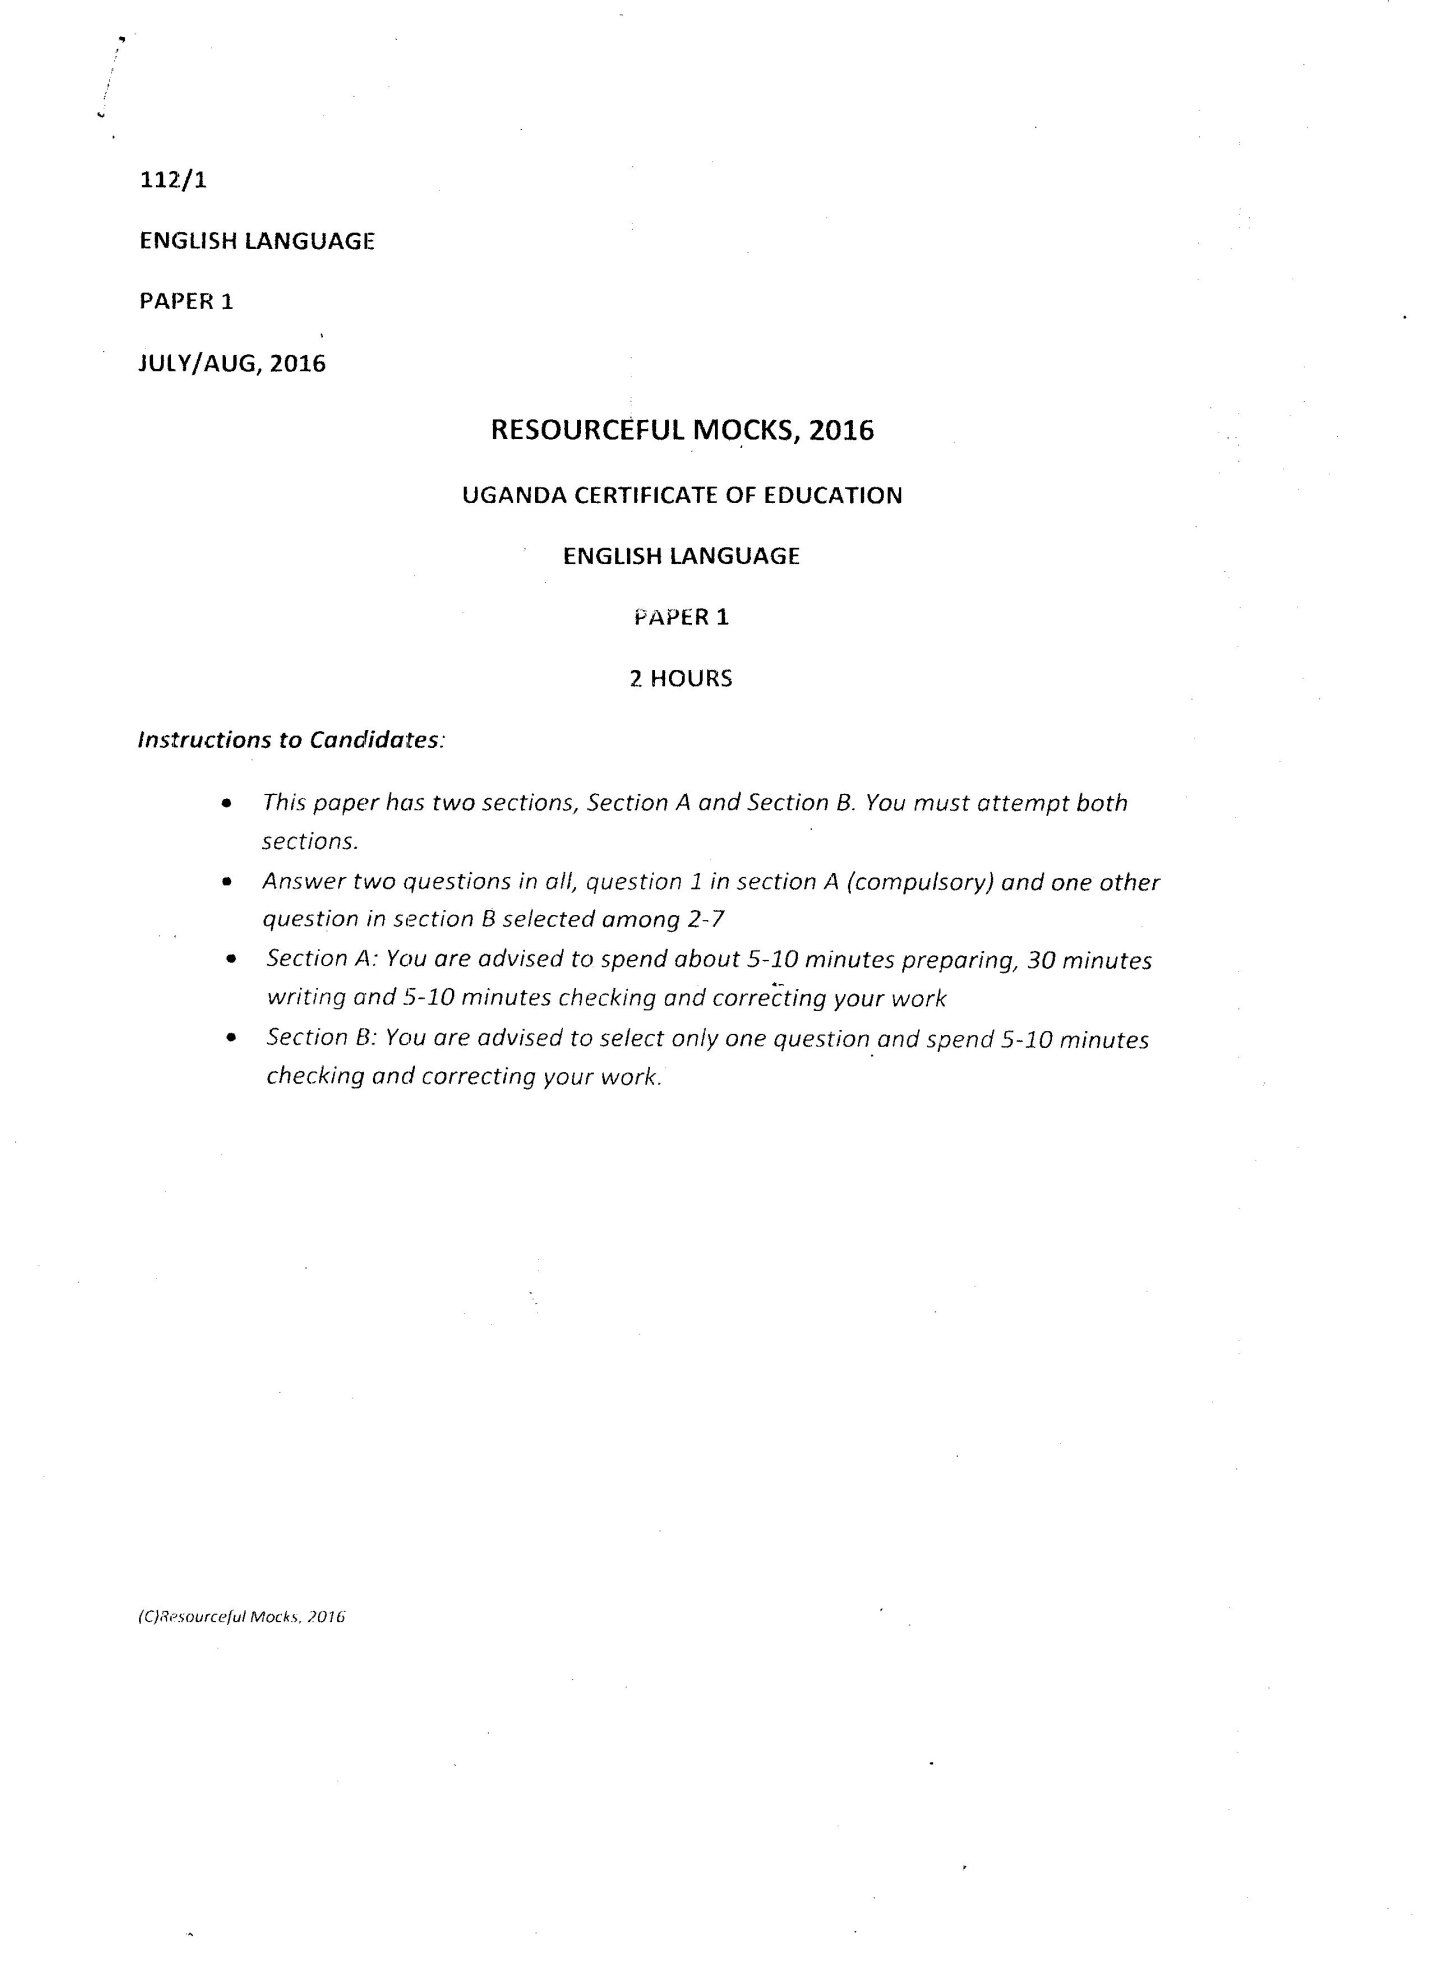 112/1
ENGLISH LANGUAGE
PAPER 1
JULY/AUG, 2016
RESOURCEFUL MOCKS, 2016
UGANDA CERTIFICATE OF EDUCATION
ENGLISH LANGUAGE
PAPER 1
2 HOURS
Instructions to Candidates:
• This paper has two sections, Section A and Section B. You must attempt both
sections.
• Answer two questions in all, question 1 in section A (compulsory) and one other
question in section B selected among 2-7
• Section A: You are advised to spend about 5-10 minutes preparing, 30 minutes
writing and 5-10 minutes checking and correcting your work
• Section B: You are advised to select only one question and spend 5-10 minutes
checking and correcting your work.
(C)Resourceful Mocks, 2016